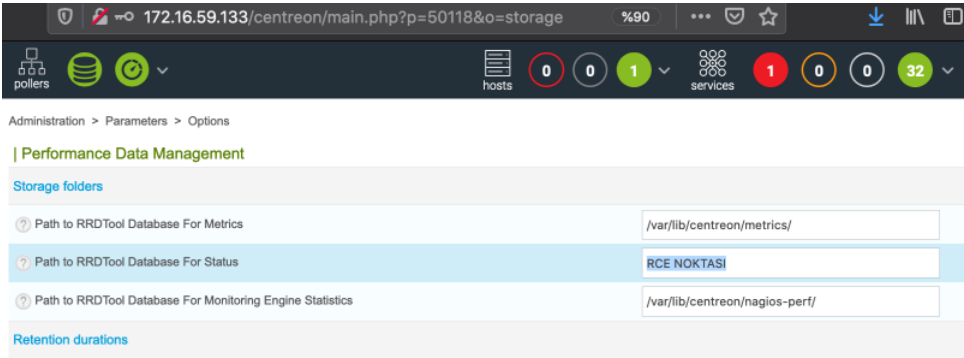 172.16.59.133/centreon/main.php?p=50118&o=storage %90
pollers hosts 0 0 1 services 1 0 0 32
Administration > Parameters > Options
| Performance Data Management
Storage folders
? Path to RRDTool Database For Metrics /var/lib/centreon/metrics/
? Path to RRDTool Database For Status RCE NOKTASI
? Path to RRDTool Database For Monitoring Engine Statistics /var/lib/centreon/nagios-perf/
Retention durations